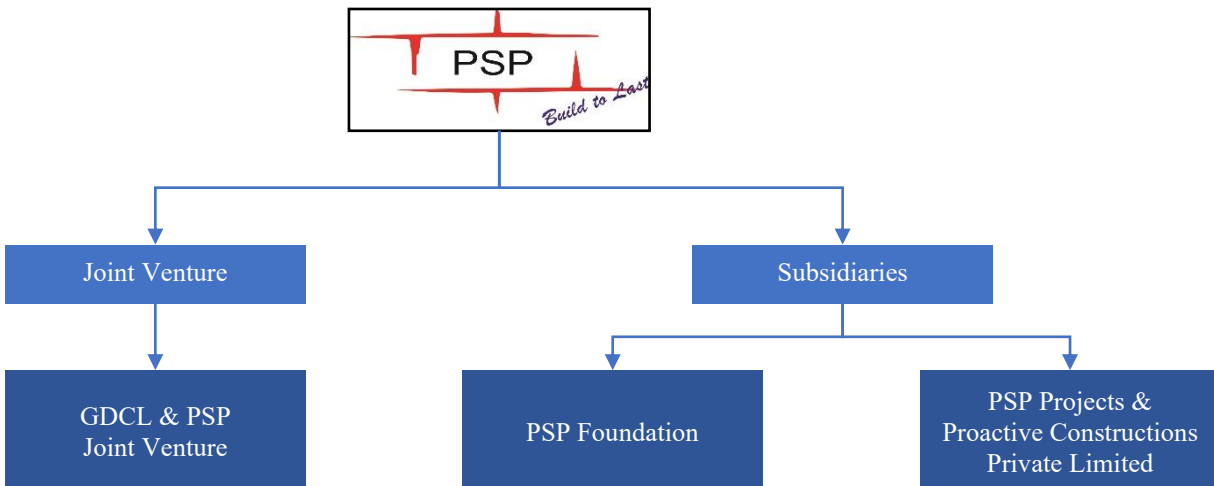 PSP
Build to Last
Joint Venture
Subsidiaries
GDCL & PSP
Joint Venture
PSP Foundation
PSP Projects &
Proactive Constructions
Private Limited